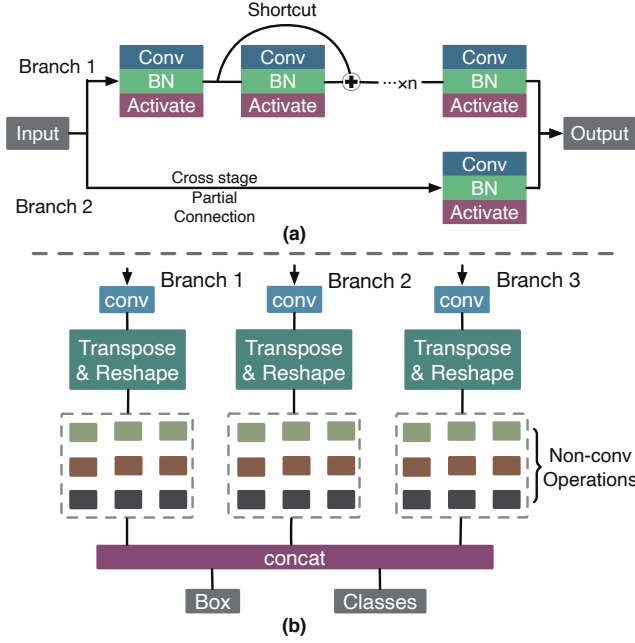 Shortcut
Branch 1
Conv
BN
Activate
Conv
BN
Activate
···×n
Conv
BN
Activate
Input
Output
Conv
BN
Activate
Cross stage
Partial
Connection
Branch 2
(a)
Branch 1
Branch 2
Branch 3
conv
conv
conv
Transpose
& Reshape
Transpose
& Reshape
Transpose
& Reshape
Non-conv
Operations
concat
Box
Classes
(b)